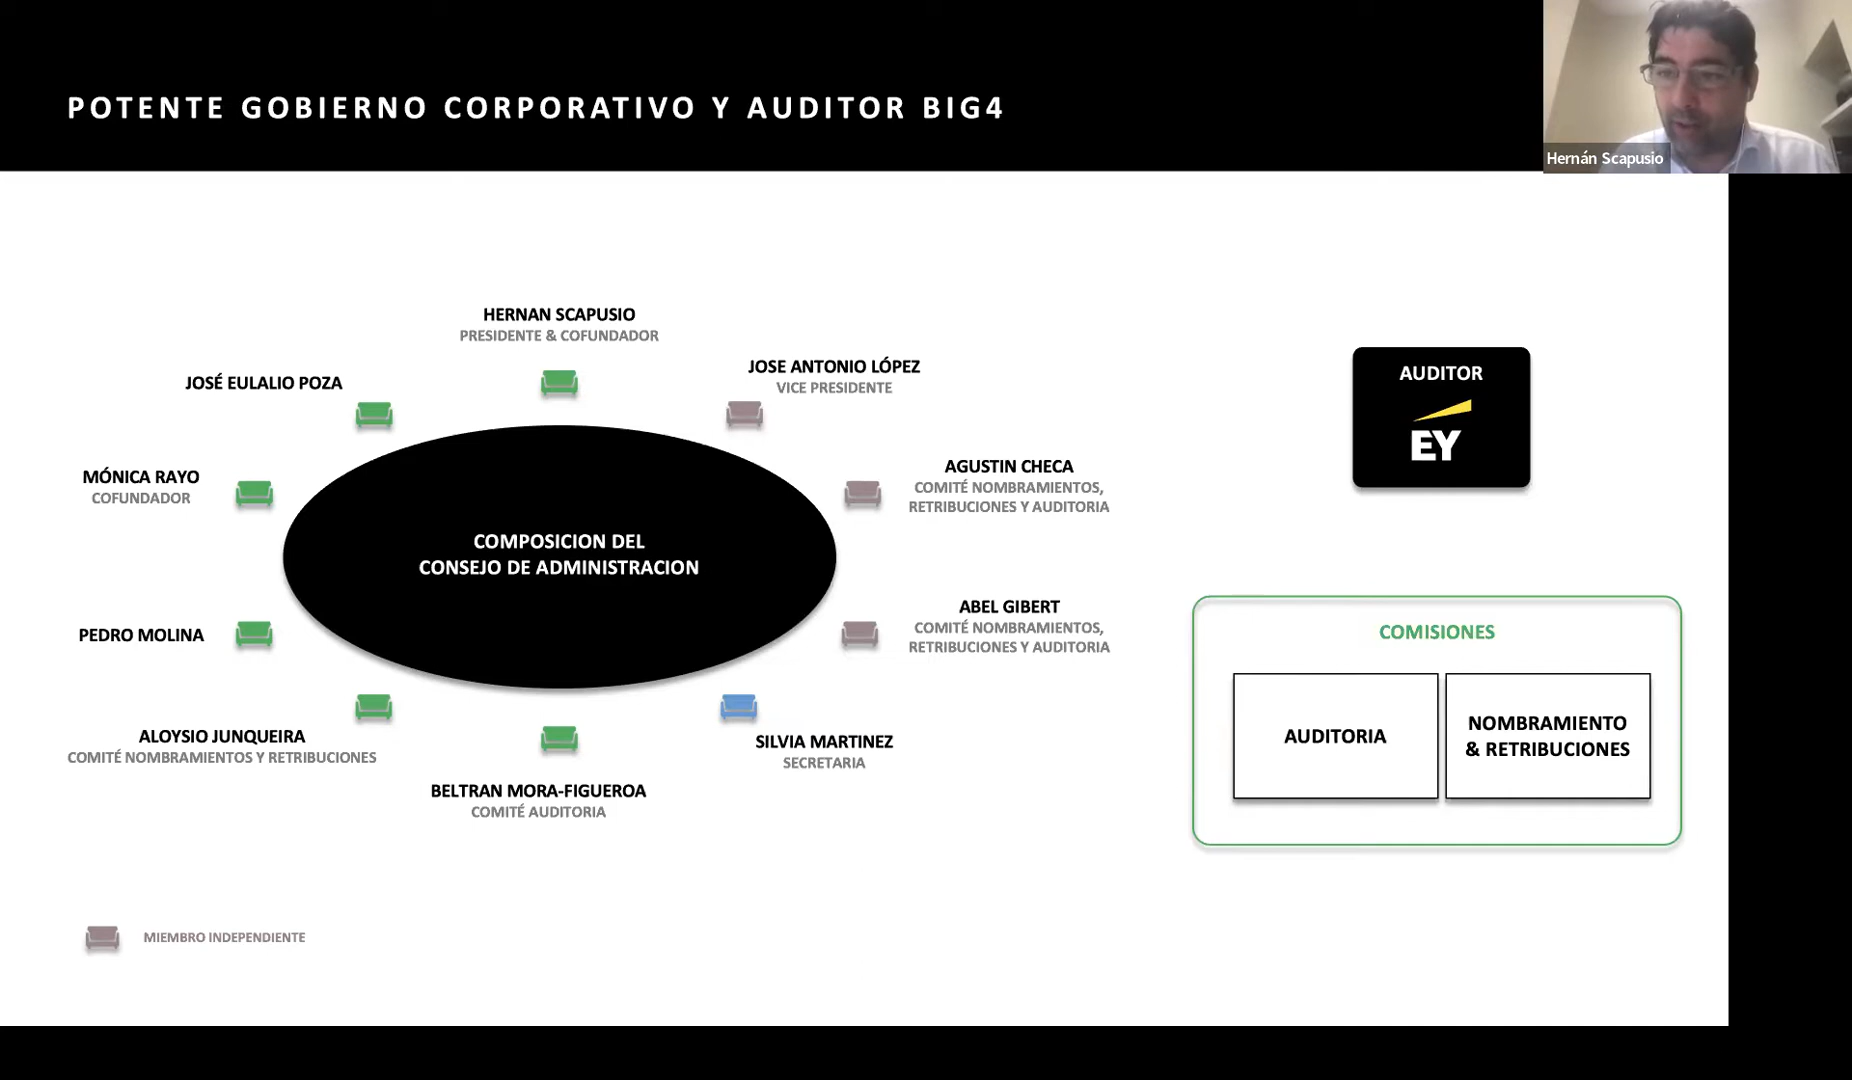 POTENTE GOBIERNO CORPORATIVO Y AUDITOR BIG4
Hernán Scapusio
HERNAN SCAPUSIO
PRESIDENTE & COFUNDADOR
JOSE ANTONIO LÓPEZ
VICE PRESIDENTE
JOSÉ EULALIO POZA
AGUSTIN CHECA
COMITÉ NOMBRAMIENTOS,
RETRIBUCIONES Y AUDITORIA
MÓNICA RAYO
COFUNDADOR
COMPOSICION DEL
CONSEJO DE ADMINISTRACION
ABEL GIBERT
COMITÉ NOMBRAMIENTOS,
RETRIBUCIONES Y AUDITORIA
PEDRO MOLINA
ALOYSIO JUNQUEIRA
COMITÉ NOMBRAMIENTOS Y RETRIBUCIONES
SILVIA MARTINEZ
SECRETARIA
BELTRAN MORA-FIGUEROA
COMITÉ AUDITORIA
MIEMBRO INDEPENDIENTE
AUDITOR
EY
COMISIONES
AUDITORIA
NOMBRAMIENTO
& RETRIBUCIONES